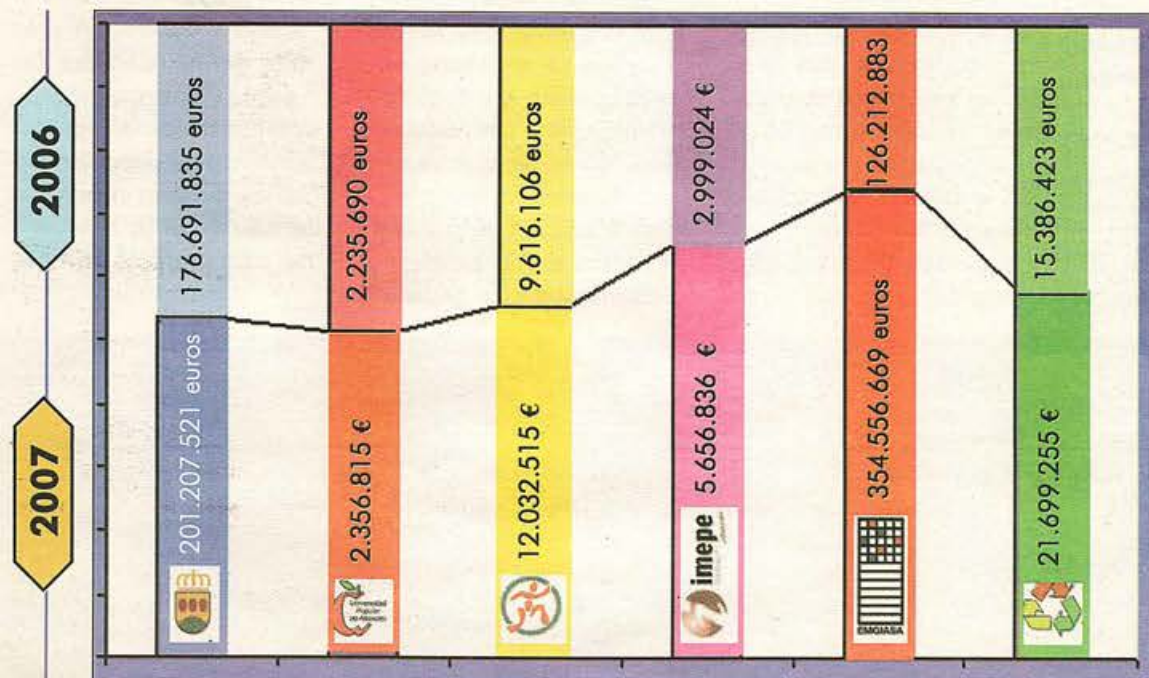 2007
2006
201.207.521 euros
176.691.835 euros
Universidad
Popular
2.356.815 €
2.235.690 euros
12.032.515 €
9.616.106 euros
imepe
5.656.836 €
2.999.024 €
EMGIASA
354.556.669 euros
126.212.883
21.699.255 €
15.386.423 euros